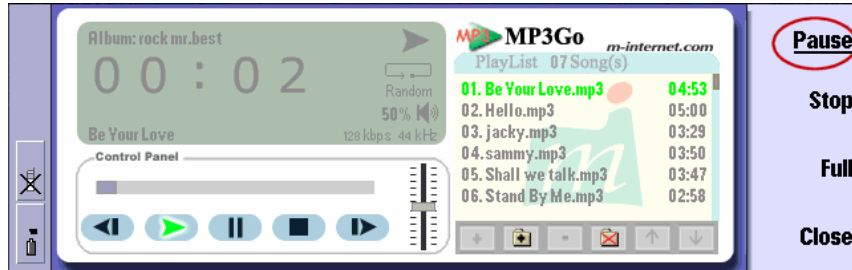 Album: rock mr.best
00:02
Random
50%
Be Your Love
128 kbps 44 kHz
Control Panel
MP3
MP3Go
m-internet.com
PlayList 07 Song(s)
01. Be Your Love.mp3 04:53
02. Hello.mp3 05:00
03. jacky.mp3 03:29
04. sammy.mp3 03:50
05. Shall we talk.mp3 03:47
06. Stand By Me.mp3 02:58
Pause
Stop
Full
Close